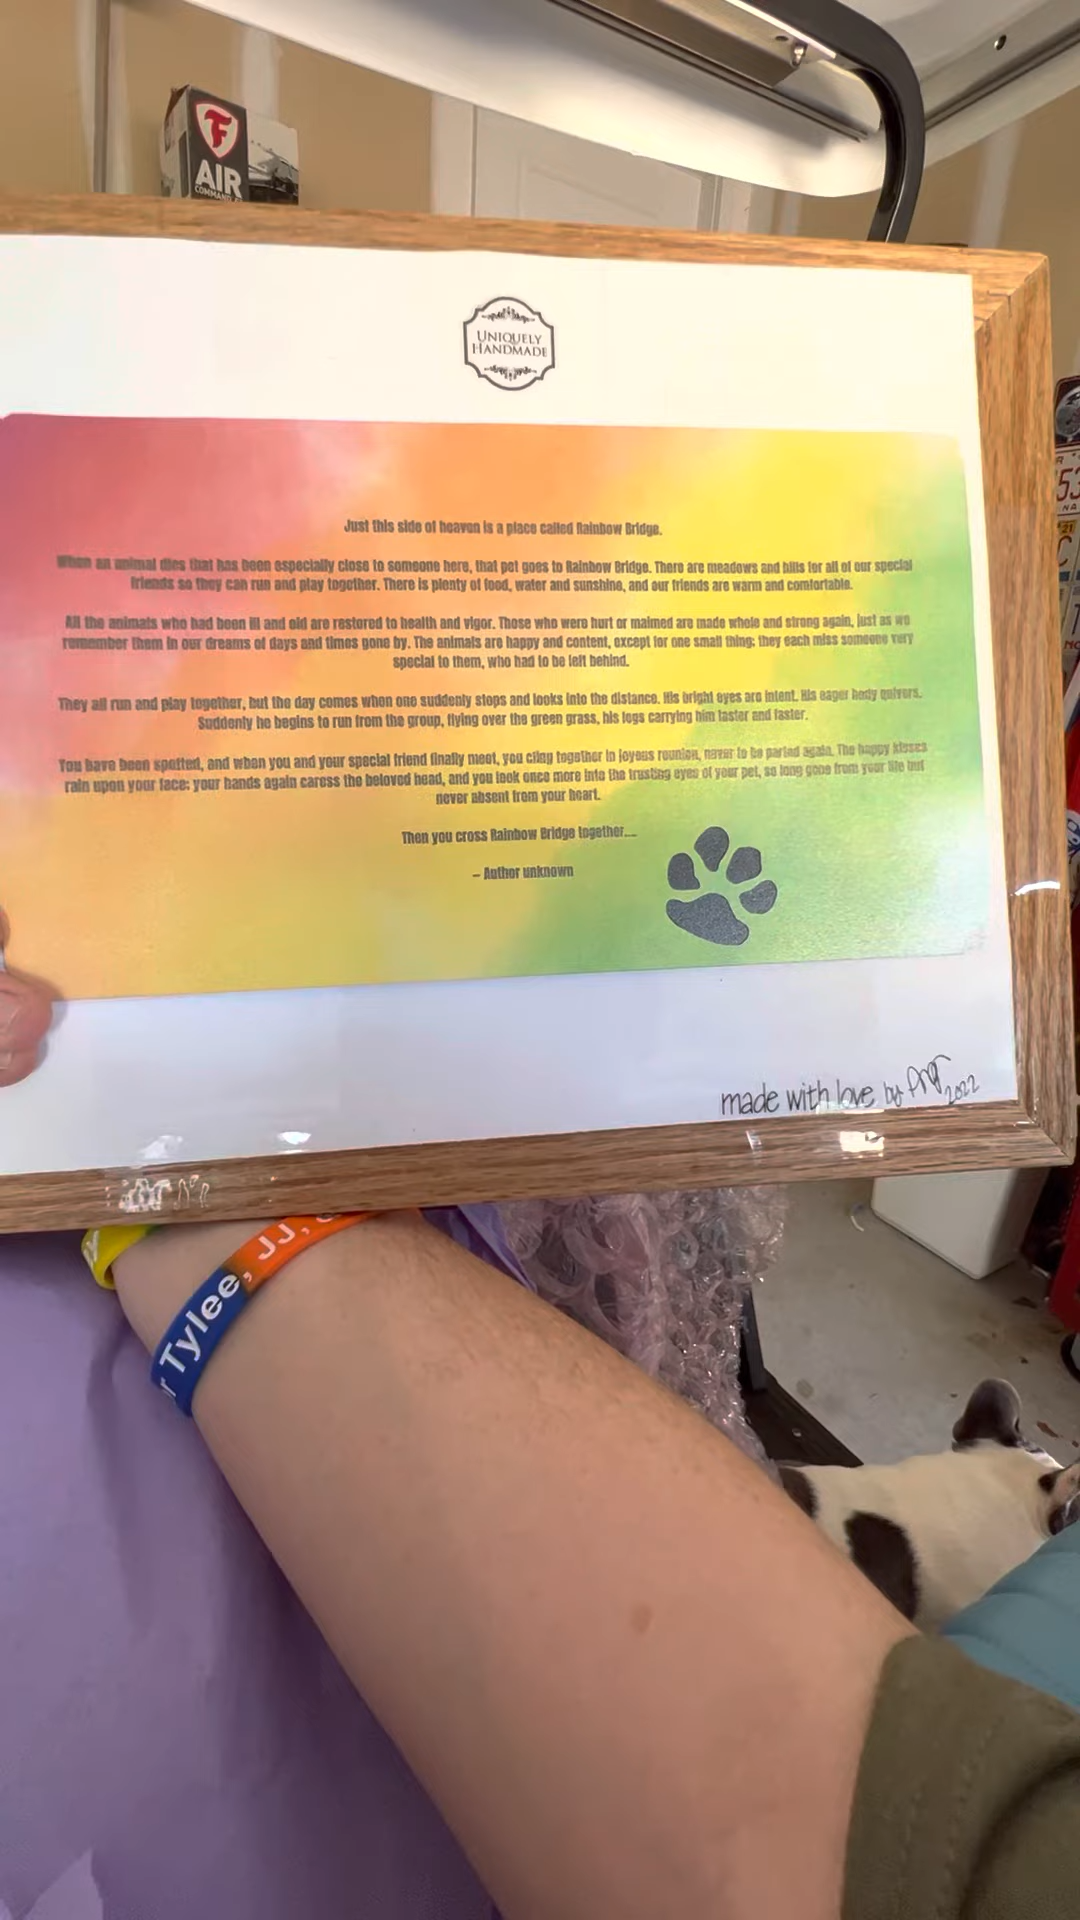 AIR
COMMAND
UNIQUELY
HANDMADE
Just this side of heaven is a place called Rainbow Bridge.
When an animal dies that has been especially close to someone here, that pet goes to Rainbow Bridge. There are meadows and hills for all of our special
friends so they can run and play together. There is plenty of food, water and sunshine, and our friends are warm and comfortable.
All the animals who had been ill and old are restored to health and vigor. Those who were hurt or maimed are made whole and strong again, just as we
remember them in our dreams of days and times gone by. The animals are happy and content, except for one small thing; they each miss someone very
special to them, who had to be left behind.
They all run and play together, but the day comes when one suddenly stops and looks into the distance. His bright eyes are intent. His eager body quivers.
Suddenly he begins to run from the group, flying over the green grass, his legs carrying him faster and faster.
You have been spotted, and when you and your special friend finally meet, you cling together in joyous reunion, never to be parted again. The happy kisses
rain upon your face; your hands again caress the beloved head, and you look once more into the trusting eyes of your pet, so long gone from your life but
never absent from your heart.
Then you cross Rainbow Bridge together....
– Author unknown
made with love by
2022
Tylee, JJ,
53
21